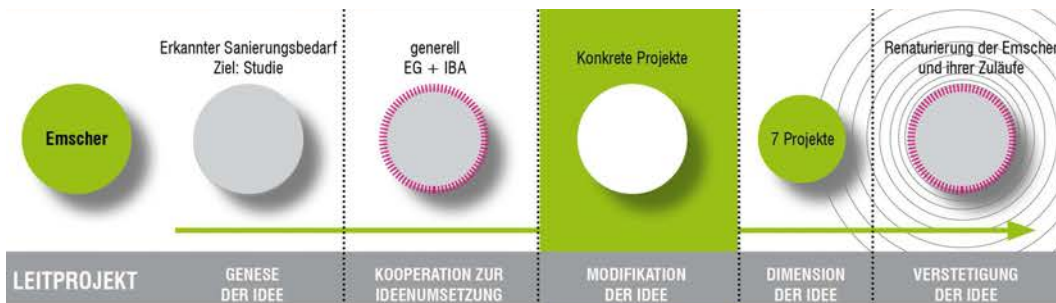 Erkannter Sanierungsbedarf
Ziel: Studie
generell
EG + IBA
Konkrete Projekte
Renaturierung der Emscher
und ihrer Zuläufe
Emscher
7 Projekte
LEITPROJEKT
GENESE
DER IDEE
KOOPERATION ZUR
IDEENUMSETZUNG
MODIFIKATION
DER IDEE
DIMENSION
DER IDEE
VERSTETIGUNG
DER IDEE